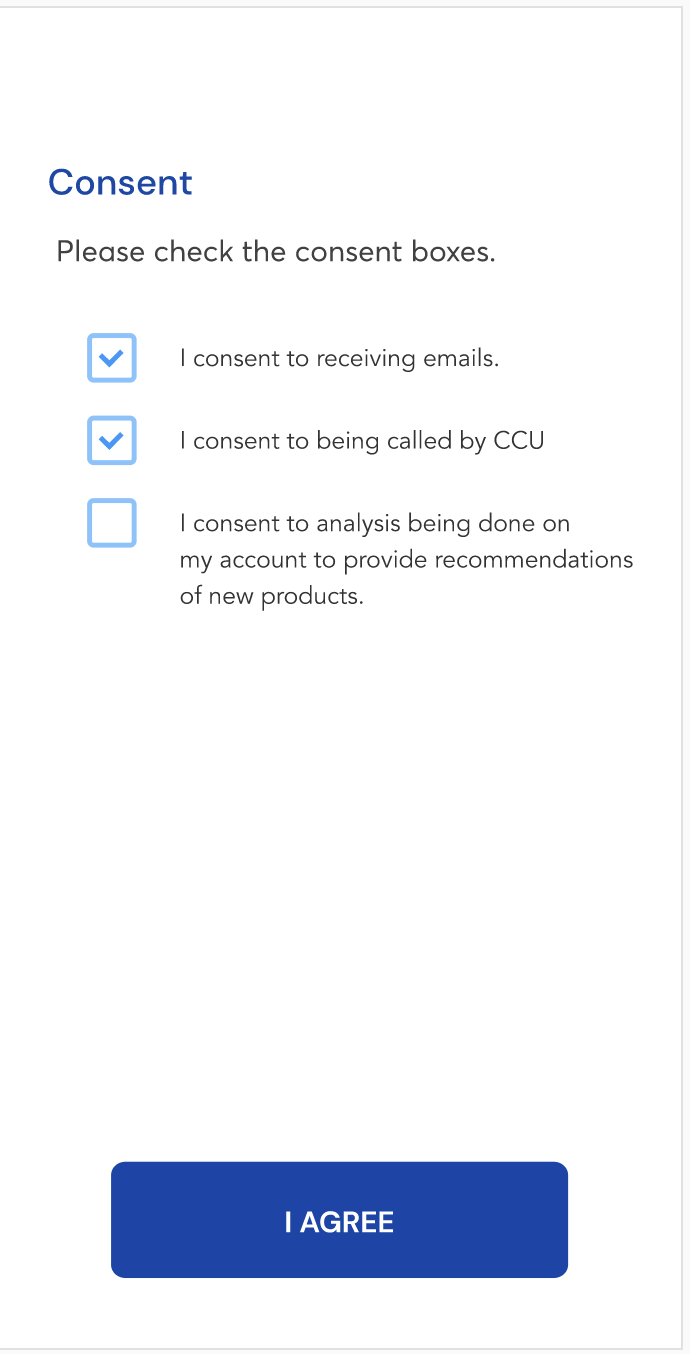 Consent
Please check the consent boxes.
I consent to receiving emails.
I consent to being called by CCU
I consent to analysis being done on
my account to provide recommendations
of new products.
I AGREE